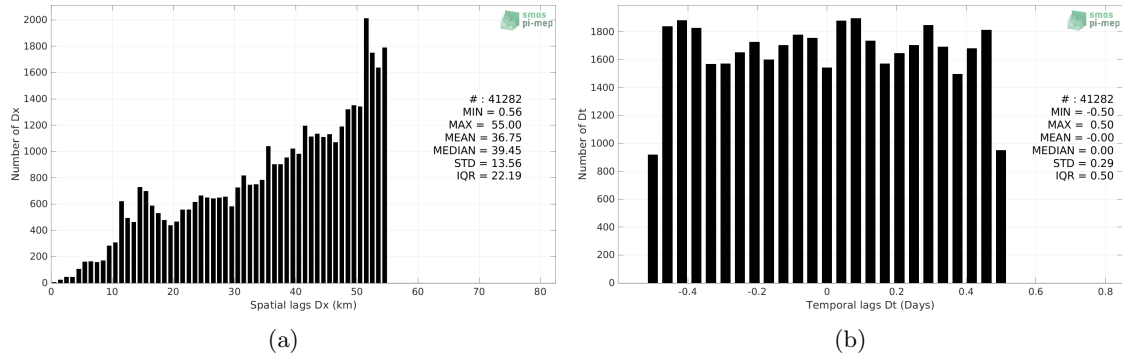 2000
1800
1600
1400
1200
1000
800
600
400
200
0
Number of Dx
0
10
20
30
40
50
60
70
80
Spatial lags Dx (km)
smos
pi-mep
# : 41282
MIN = 0.56
MAX = 55.00
MEAN = 36.75
MEDIAN = 39.45
STD = 13.56
IQR = 22.19
(a)
1800
1600
1400
1200
1000
800
600
400
200
0
Number of Dt
-0.4
-0.2
0
0.2
0.4
0.6
0.8
Temporal lags Dt (Days)
smos
pi-mep
# : 41282
MIN = -0.50
MAX = 0.50
MEAN = -0.00
MEDIAN = 0.00
STD = 0.29
IQR = 0.50
(b)